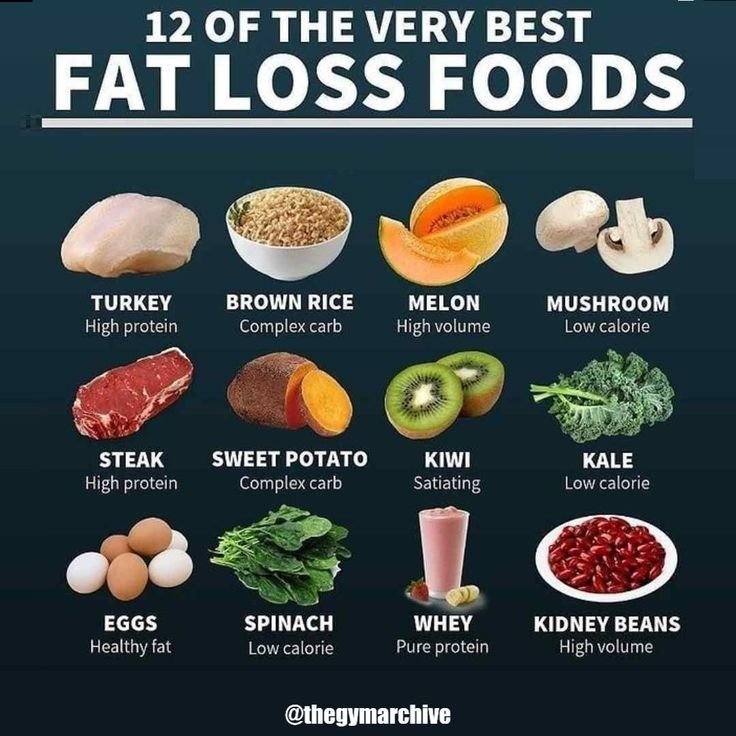 12 OF THE VERY BEST
FAT LOSS FOODS
TURKEY
High protein
BROWN RICE
Complex carb
MELON
High volume
MUSHROOM
Low calorie
STEAK
High protein
SWEET POTATO
Complex carb
KIWI
Satiating
KALE
Low calorie
EGGS
Healthy fat
SPINACH
Low calorie
WHEY
Pure protein
KIDNEY BEANS
High volume
@thegymarchive